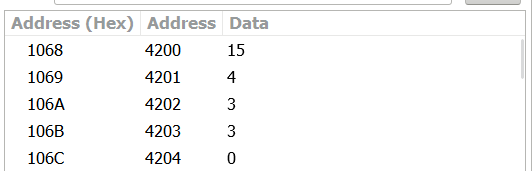 Address (Hex) Address Data
1068 4200 15
1069 4201 4
106A 4202 3
106B 4203 3
106C 4204 0